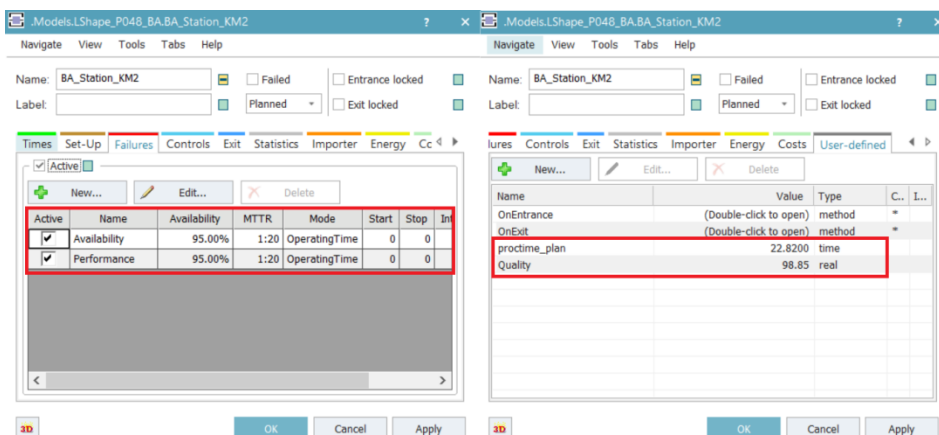 .Models.LShape_P048_BA.BA_Station_KM2 ? ×
Navigate View Tools Tabs Help
Name: BA_Station_KM2 Failed Entrance locked
Label: Planned Exit locked
Times Set-Up Failures Controls Exit Statistics Importer Energy Cc
Active
New... Edit... Delete
Active Name Availability MTTR Mode Start Stop Int
Availability 95.00% 1:20 OperatingTime 0 0
Performance 95.00% 1:20 OperatingTime 0 0
3D OK Cancel Apply
.Models.LShape_P048_BA.BA_Station_KM2 ?
Navigate View Tools Tabs Help
Name: BA_Station_KM2 Failed Entrance locked
Label: Planned Exit locked
lures Controls Exit Statistics Importer Energy Costs User-defined
New... Edit... Delete
Name Value Type C.. I...
OnEntrance (Double-click to open) method *
OnExit (Double-click to open) method *
proctime_plan 22.8200 time
Quality 98.85 real
3D OK Cancel Apply